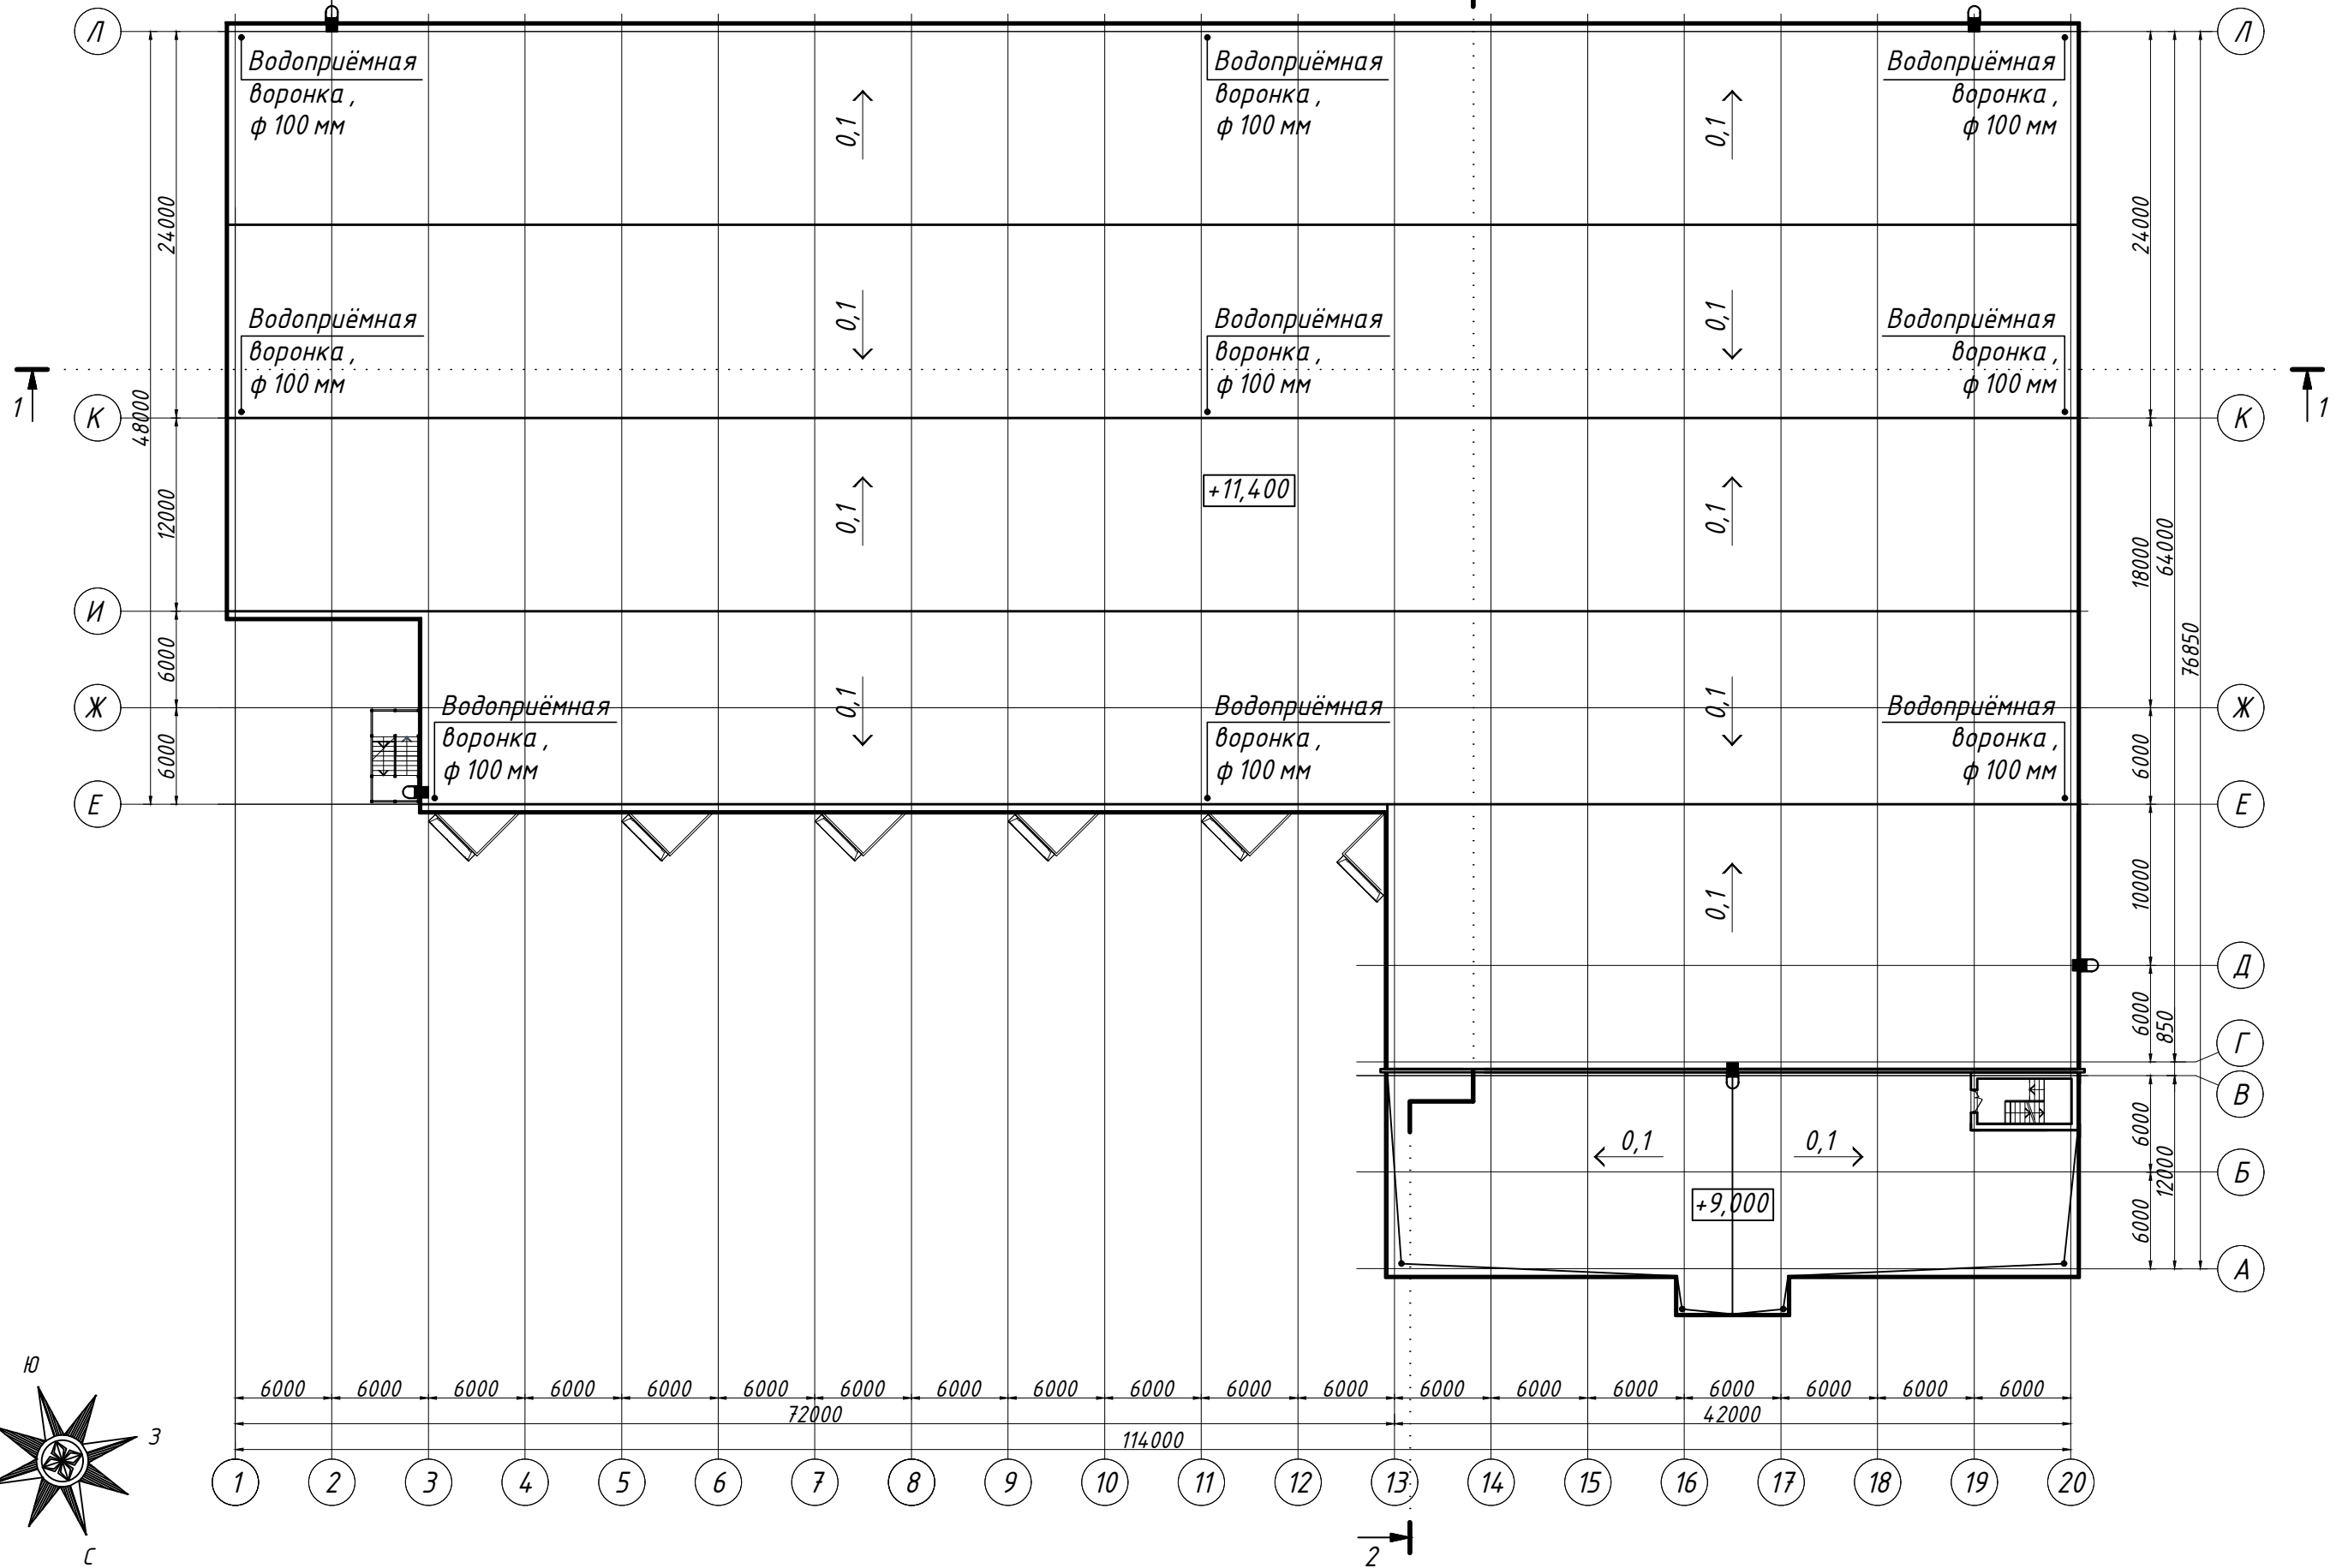 Л
Л
Водоприёмная
воронка ,
ф 100 мм
Водоприёмная
воронка ,
ф 100 мм
Водоприёмная
воронка ,
ф 100 мм
0,1
0,1
24000
24000
Водоприёмная
воронка ,
ф 100 мм
Водоприёмная
воронка ,
ф 100 мм
Водоприёмная
воронка ,
ф 100 мм
0,1
0,1
1
1
К
48000
К
+11,400
12000
0,1
0,1
18000
64000
И
6000
76850
Ж
Водоприёмная
воронка ,
ф 100 мм
0,1
Водоприёмная
воронка ,
ф 100 мм
0,1
Водоприёмная
воронка ,
ф 100 мм
Ж
6000
6000
Е
Е
0,1
10000
Д
6000
850
Г
В
0,1
0,1
6000
12000
Б
+9,000
6000
А
Ю
З
С
6000 6000 6000 6000 6000 6000 6000 6000 6000 6000 6000 6000 6000 6000 6000 6000 6000 6000 6000
72000 42000
114000
1 2 3 4 5 6 7 8 9 10 11 12 13 14 15 16 17 18 19 20
2